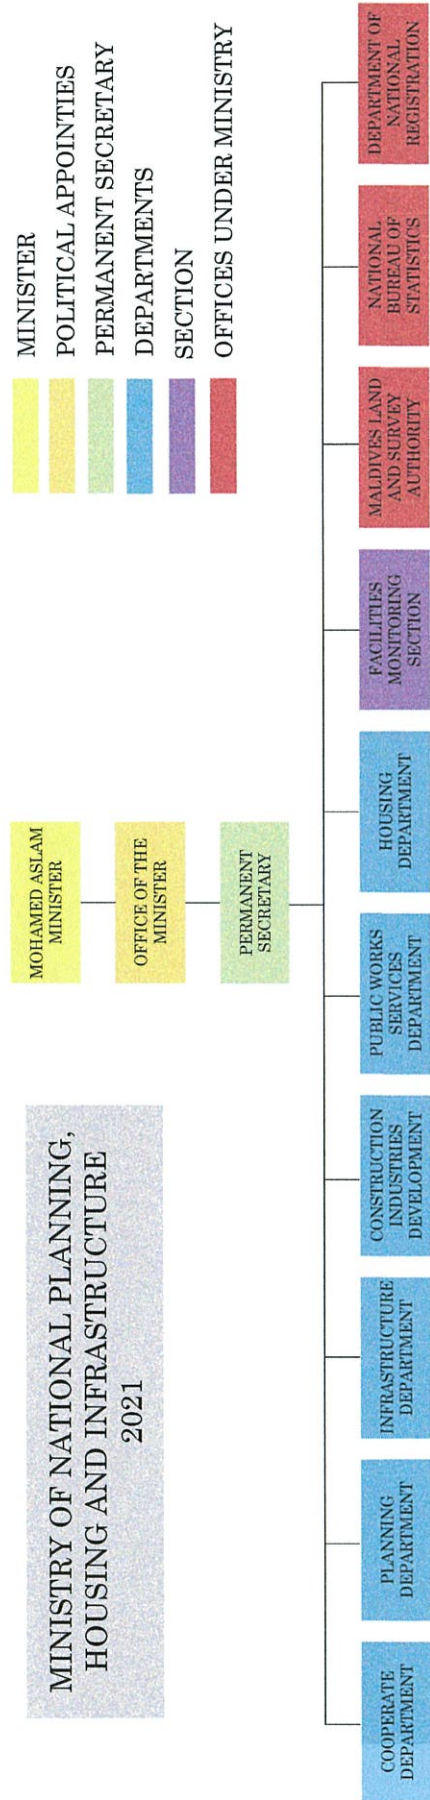 MINISTRY OF NATIONAL PLANNING,
HOUSING AND INFRASTRUCTURE
2021
MOHAMED ASLAM
MINISTER
OFFICE OF THE
MINISTER
PERMANENT
SECRETARY
MINISTER
POLITICAL APPOINTIES
PERMANENT SECRETARY
DEPARTMENTS
SECTION
OFFICES UNDER MINISTRY
COOPERATE
DEPARTMENT
PLANNING
DEPARTMENT
INFRASTRUCTURE
DEPARTMENT
CONSTRUCTION
INDUSTRIES
DEVELOPMENT
PUBLIC WORKS
SERVICES
DEPARTMENT
HOUSING
DEPARTMENT
FACILITIES
MONITORING
SECTION
MALDIVES LAND
AND SURVEY
AUTHORITY
NATIONAL
BUREAU OF
STATISTICS
DEPARTMENT OF
NATIONAL
REGISTRATION